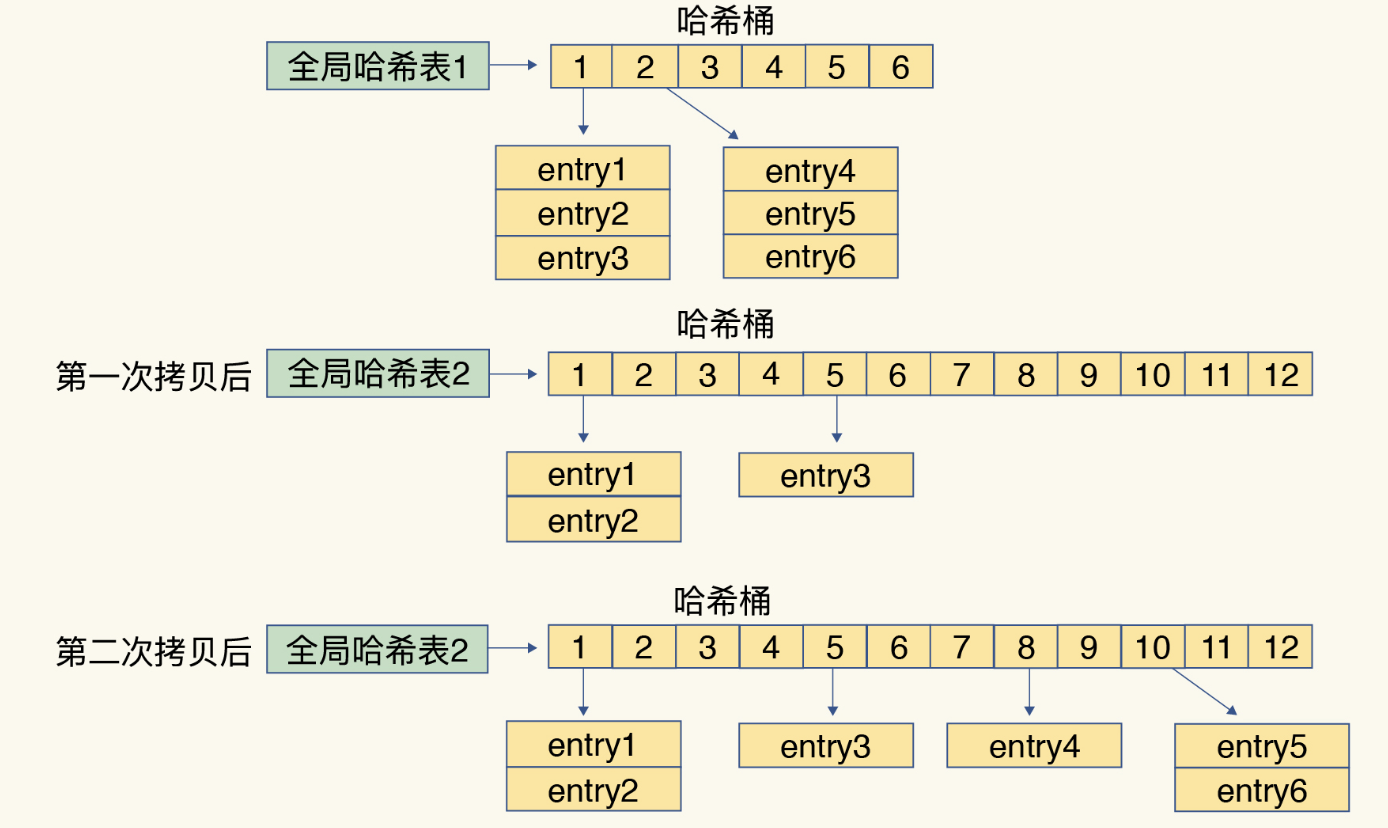 哈希桶
全局哈希表1 1 2 3 4 5 6
entry1 entry4
entry2 entry5
entry3 entry6
哈希桶
第一次拷贝后 全局哈希表2 1 2 3 4 5 6 7 8 9 10 11 12
entry1 entry3
entry2
哈希桶
第二次拷贝后 全局哈希表2 1 2 3 4 5 6 7 8 9 10 11 12
entry1 entry3 entry4 entry5
entry2 entry6